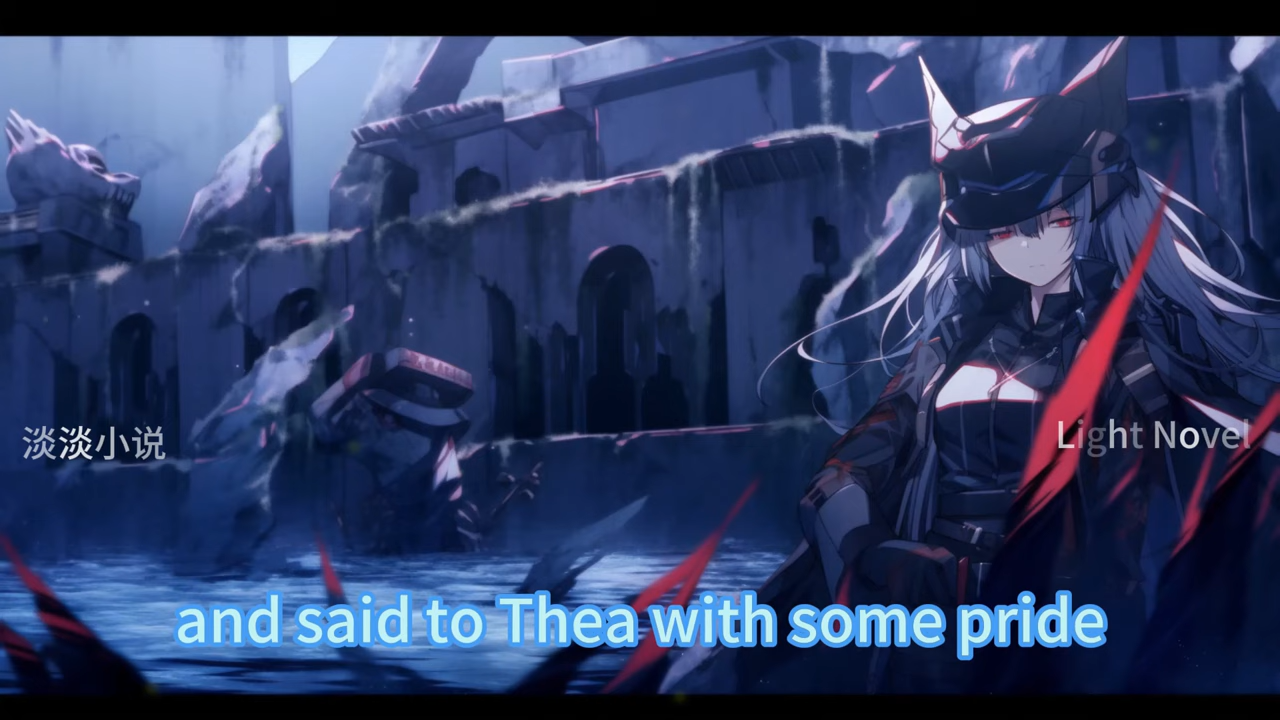 淡淡小说
Light Novel
and said to Thea with some pride